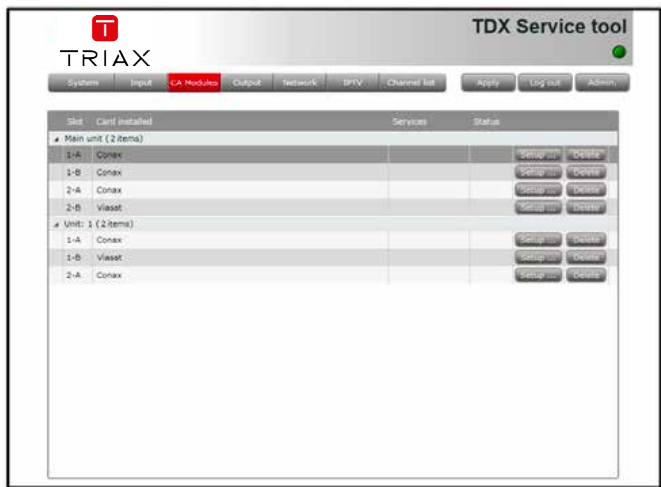 TDX Service tool
TRIAX
System Input CA Modules Output Network IPTV Channel list Apply Log out Admin.
Slot Card installed Services Status
Main unit (2 items)
1-A Conax Setup ... Delete
1-B Conax Setup ... Delete
2-A Conax Setup ... Delete
2-B Viasat Setup ... Delete
Unit: 1 (2 items)
1-A Conax Setup ... Delete
1-B Viasat Setup ... Delete
2-A Conax Setup ... Delete